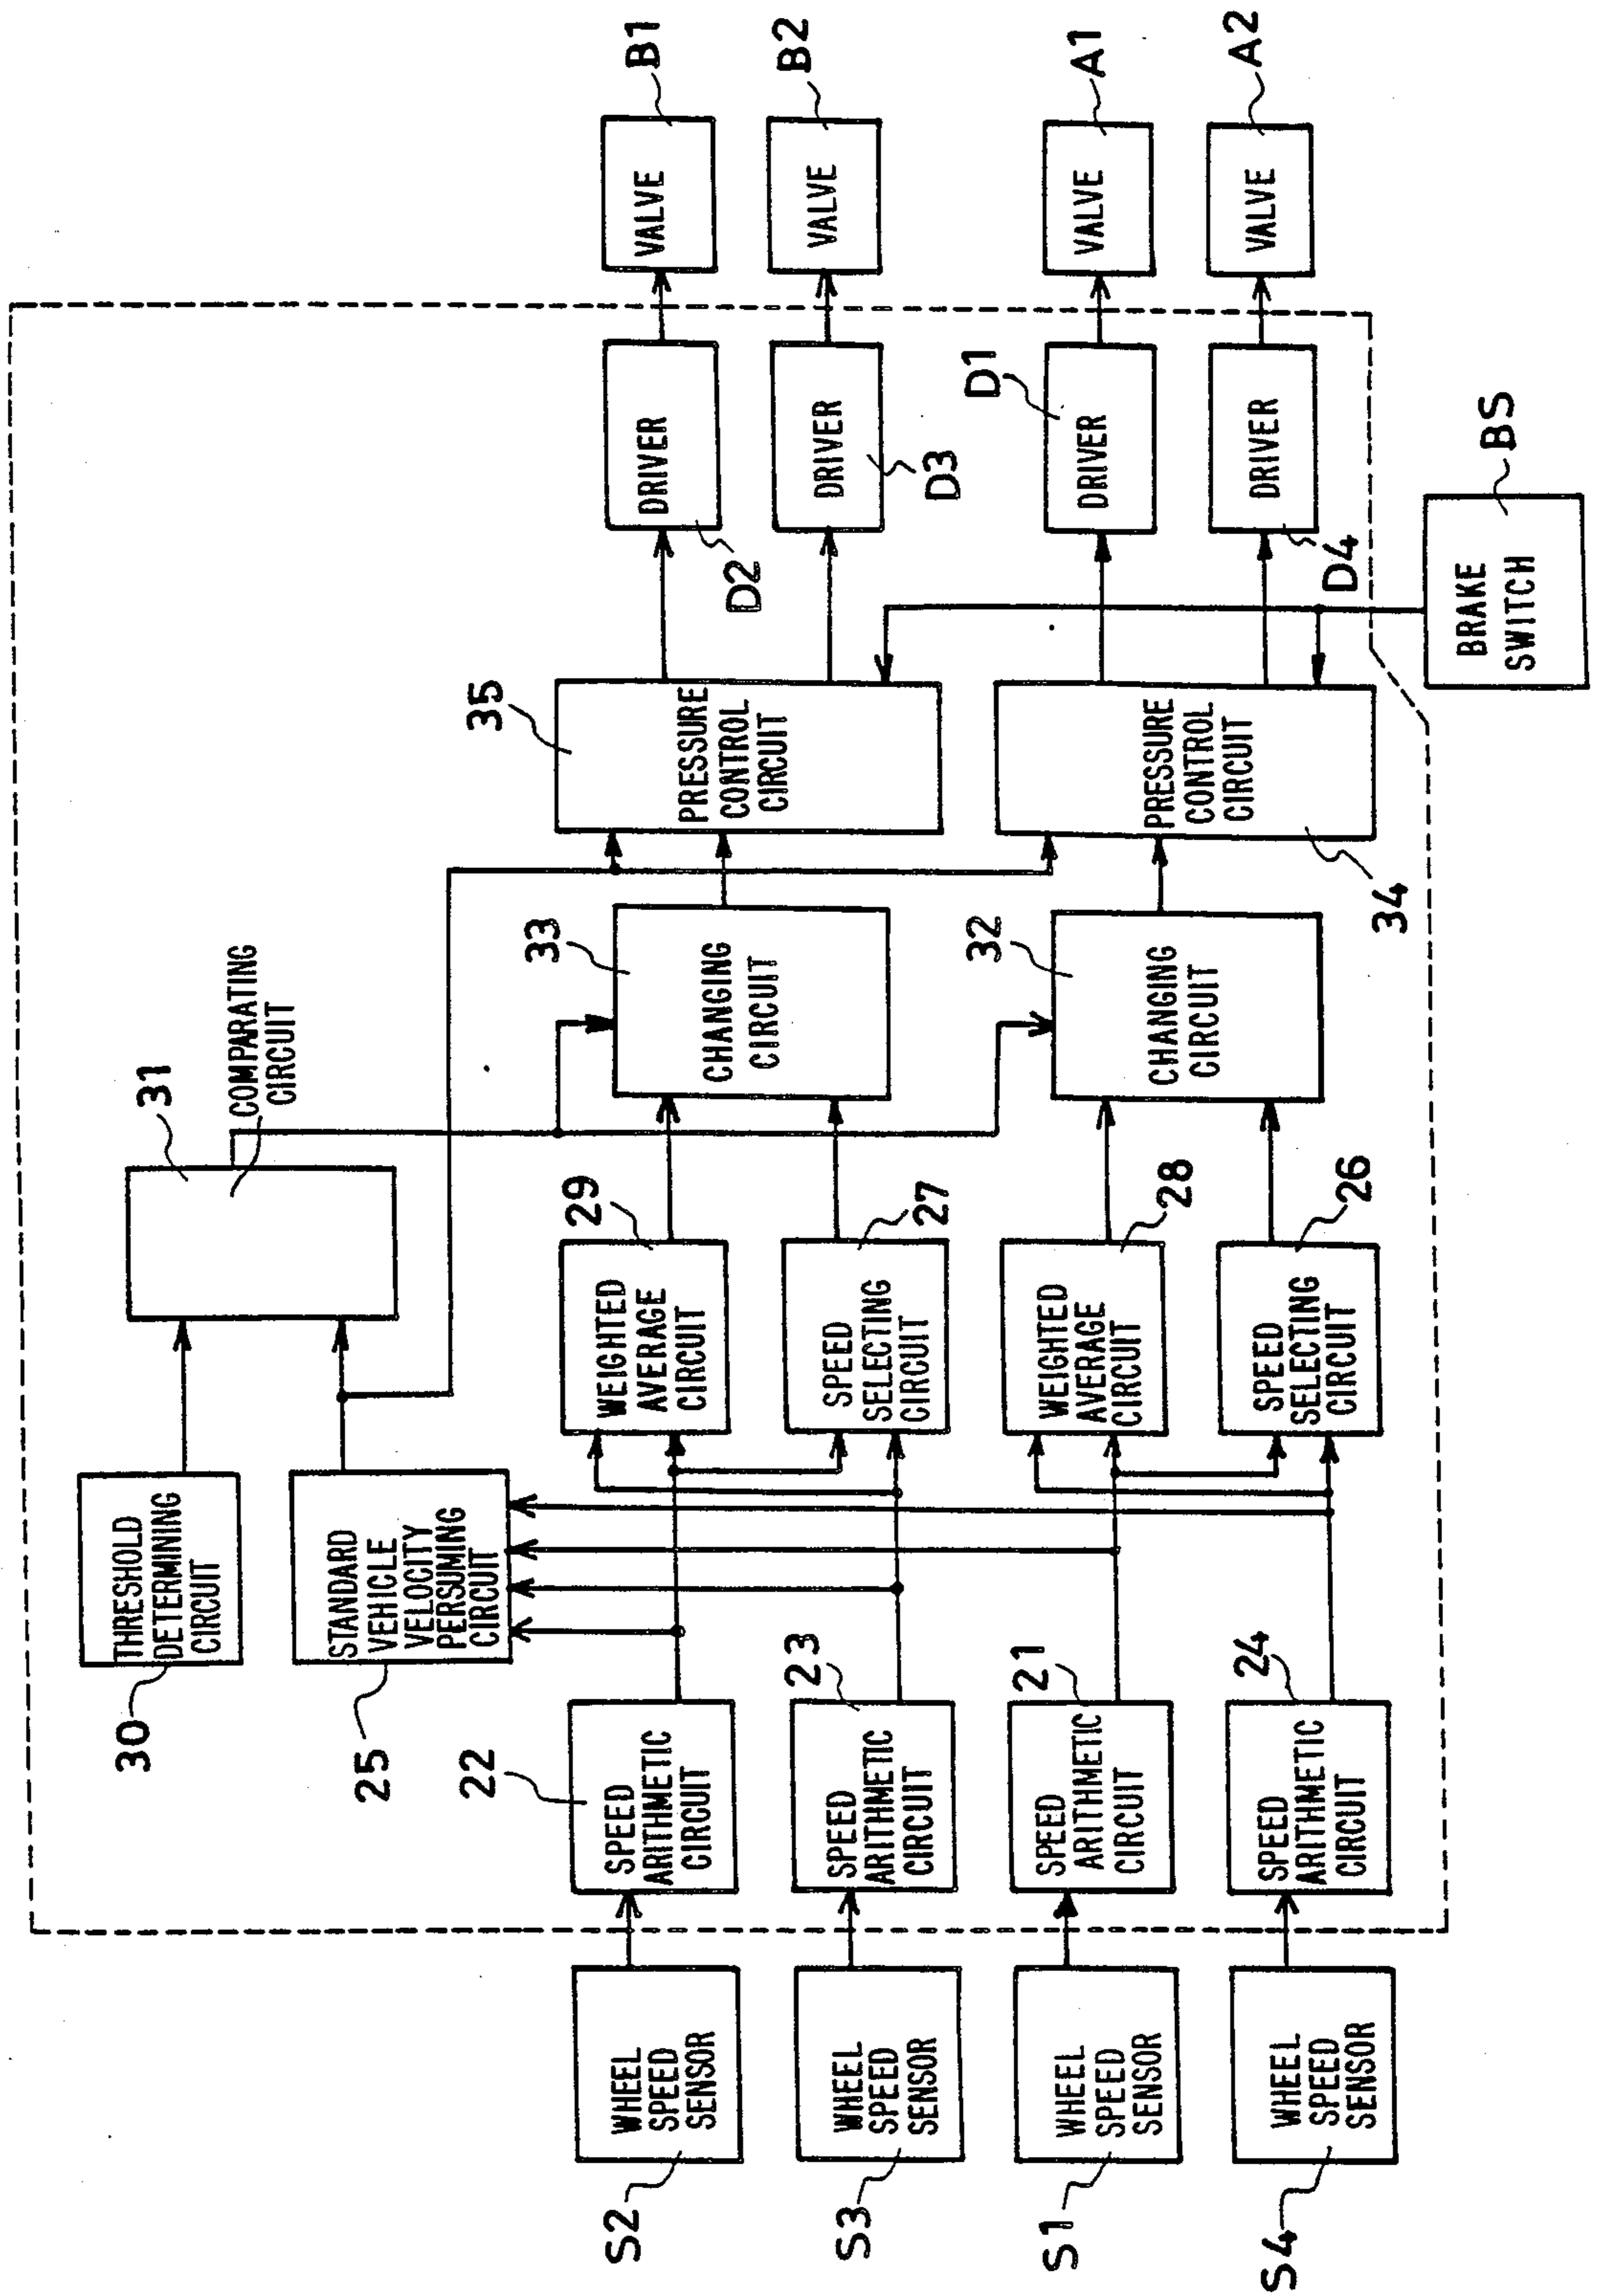 30
THRESHOLD
DETERMINING
CIRCUIT
31
COMPARATING
CIRCUIT
25
STANDARD
VEHICLE
VELOCITY
PERSUMING
CIRCUIT
S2
WHEEL
SPEED
SENSOR
22
SPEED
ARITHMETIC
CIRCUIT
29
WEIGHTED
AVERAGE
CIRCUIT
33
CHANGING
CIRCUIT
35
PRESSURE
CONTROL
CIRCUIT
D2
DRIVER
VALVE
B1
S3
WHEEL
SPEED
SENSOR
23
SPEED
ARITHMETIC
CIRCUIT
27
SPEED
SELECTING
CIRCUIT
D3
DRIVER
VALVE
B2
S1
WHEEL
SPEED
SENSOR
21
SPEED
ARITHMETIC
CIRCUIT
28
WEIGHTED
AVERAGE
CIRCUIT
32
CHANGING
CIRCUIT
34
PRESSURE
CONTROL
CIRCUIT
D1
DRIVER
VALVE
A1
S4
WHEEL
SPEED
SENSOR
24
SPEED
ARITHMETIC
CIRCUIT
26
SPEED
SELECTING
CIRCUIT
D4
DRIVER
VALVE
A2
BRAKE
SWITCH
BS